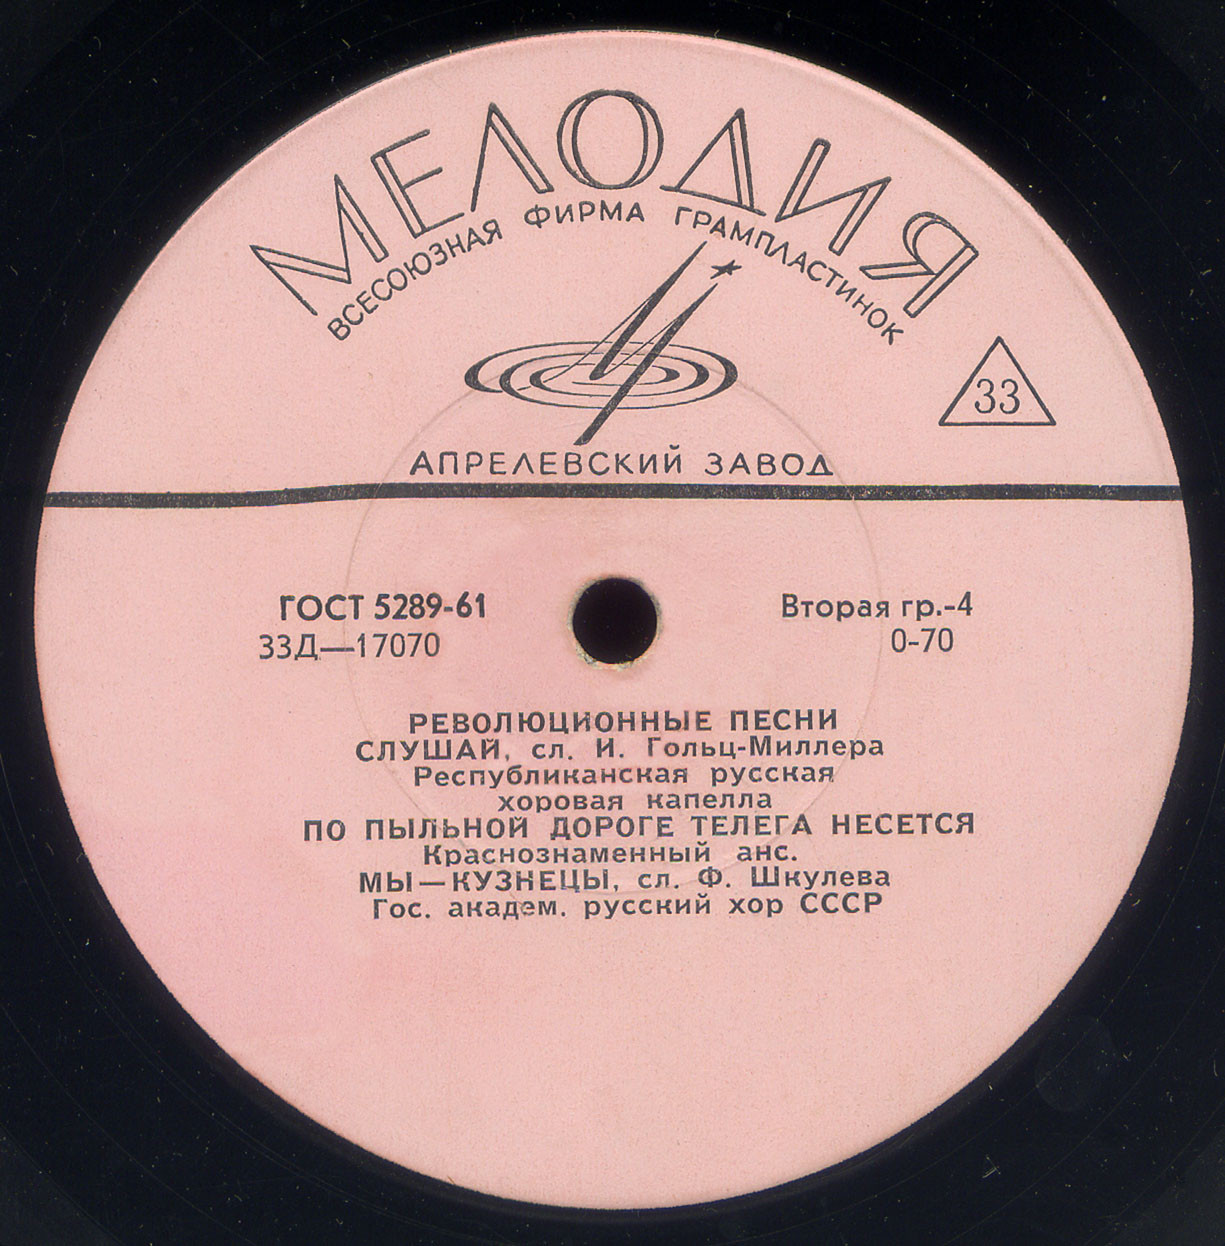 МЕЛОДИЯ
ВСЕСОЮЗНАЯ ФИРМА ГРАМПЛАСТИНОК
33
АПРЕЛЕВСКИЙ ЗАВОД
ГОСТ 5289-61
33Д—17070
Вторая гр.-4
0-70
РЕВОЛЮЦИОННЫЕ ПЕСНИ
СЛУШАЙ, сл. И. Гольц-Миллера
Республиканская русская
хоровая капелла
ПО ПЫЛЬНОЙ ДОРОГЕ ТЕЛЕГА НЕСЕТСЯ
Краснознаменный анс.
МЫ—КУЗНЕЦЫ, сл. Ф. Шкулева
Гос. академ. русский хор СССР